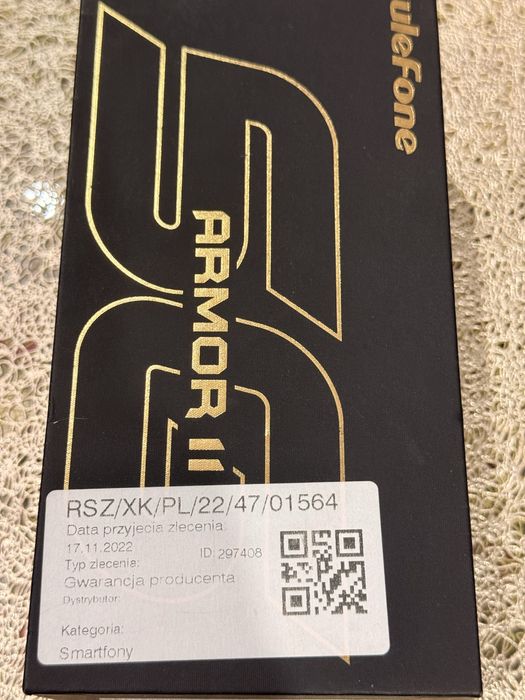 uleFone
ARMOR 11
RSZ/XK/PL/22/47/01564
Data przyjęcia zlecenia:
17.11.2022 ID: 297408
Typ zlecenia:
Gwarancja producenta
Dystrybutor:
Kategoria:
Smartfony